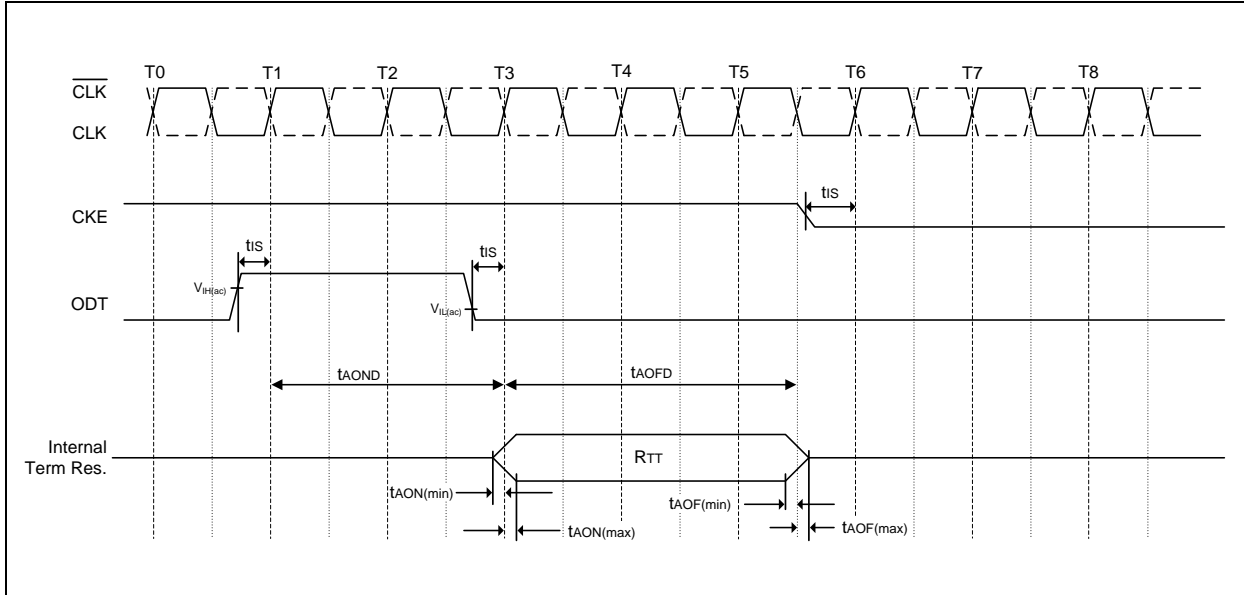 T0 T1 T2 T3 T4 T5 T6 T7 T8
CLK
CLK
tIS
CKE
tIS tIS
VIH(ac)
ODT
VIL(ac)
tAOND tAOFD
Internal
Term Res.
RTT
tAON(min) tAOF(min)
tAON(max) tAOF(max)